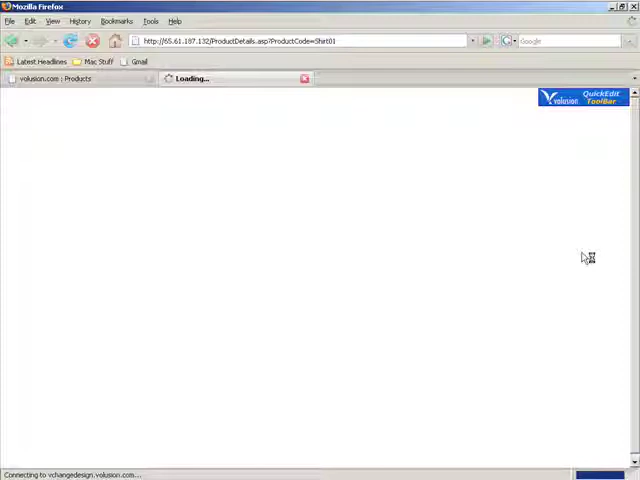 Mozilla Firefox
File Edit View History Bookmarks Tools Help
http://65.61.187.132/ProductDetails.asp?ProductCode=Shirt01
Google
Latest Headlines Mac Stuff Gmail
volusion.com : Products
Loading...
volusion QuickEdit ToolBar
Connecting to vchangedesign.volusion.com...